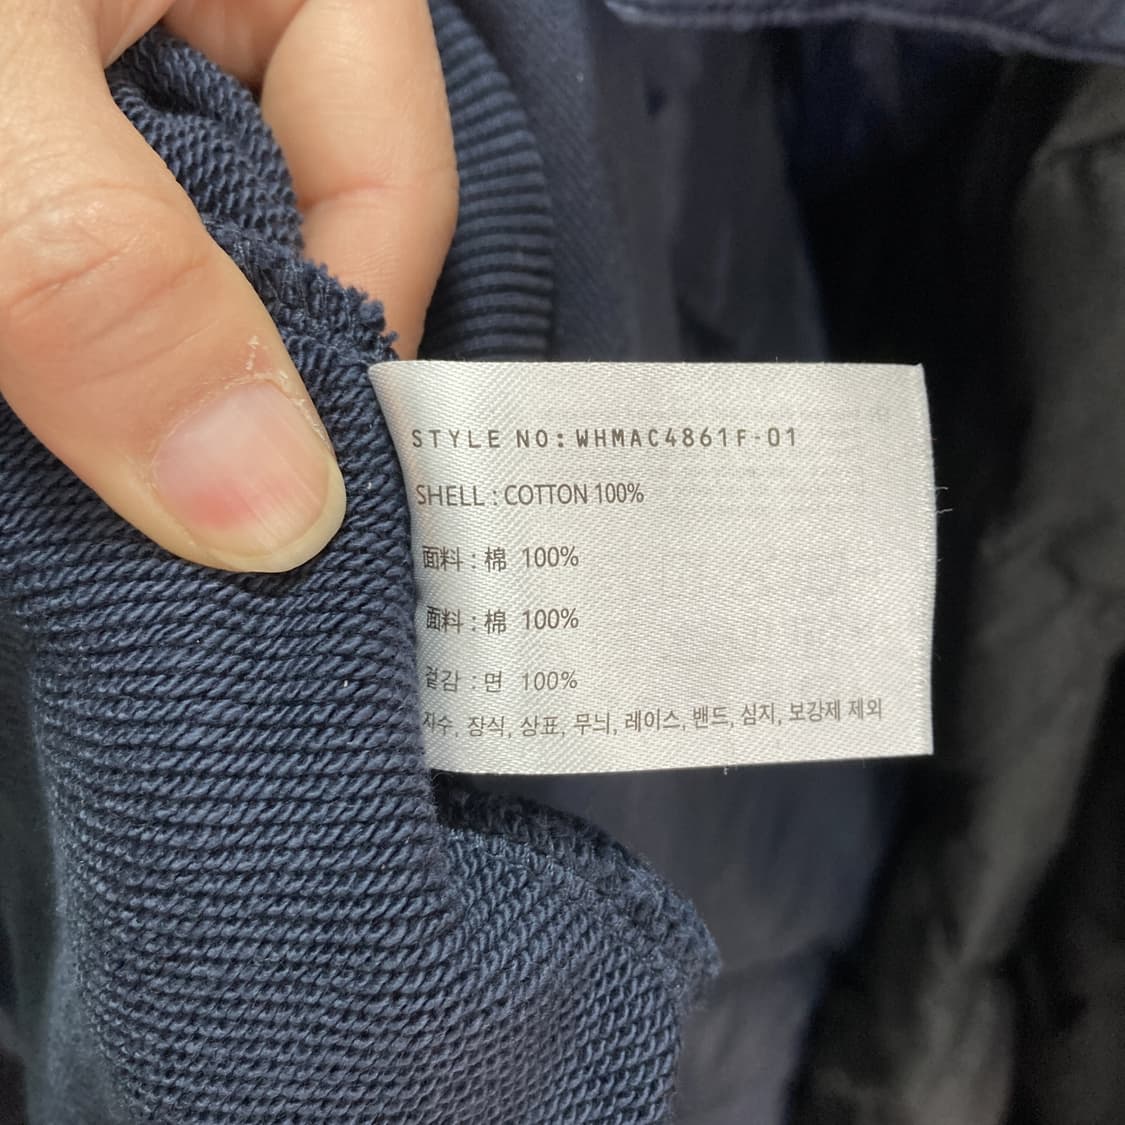 STYLE NO: WHMAC4861F-01
SHELL : COTTON 100%
面料 : 棉 100%
面料 : 棉 100%
겉감 : 면 100%
자수, 장식, 상표, 무늬, 레이스, 밴드, 심지, 보강제 제외